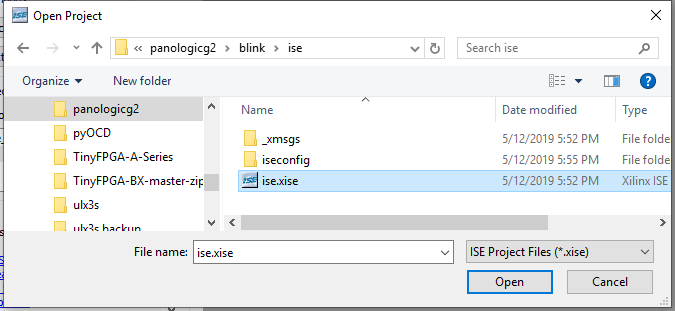 ISE Open Project
« panologicg2 › blink › ise
Search ise
Organize New folder
?
panologicg2
pyOCD
TinyFPGA-A-Series
TinyFPGA-BX-master-zip
ulx3s
ulx3s backup
Name Date modified Type
_xmsgs 5/12/2019 5:52 PM File folde
iseconfig 5/12/2019 5:55 PM File folde
ISE ise.xise 5/12/2019 5:52 PM Xilinx ISE
File name: ise.xise ISE Project Files (*.xise)
Open Cancel